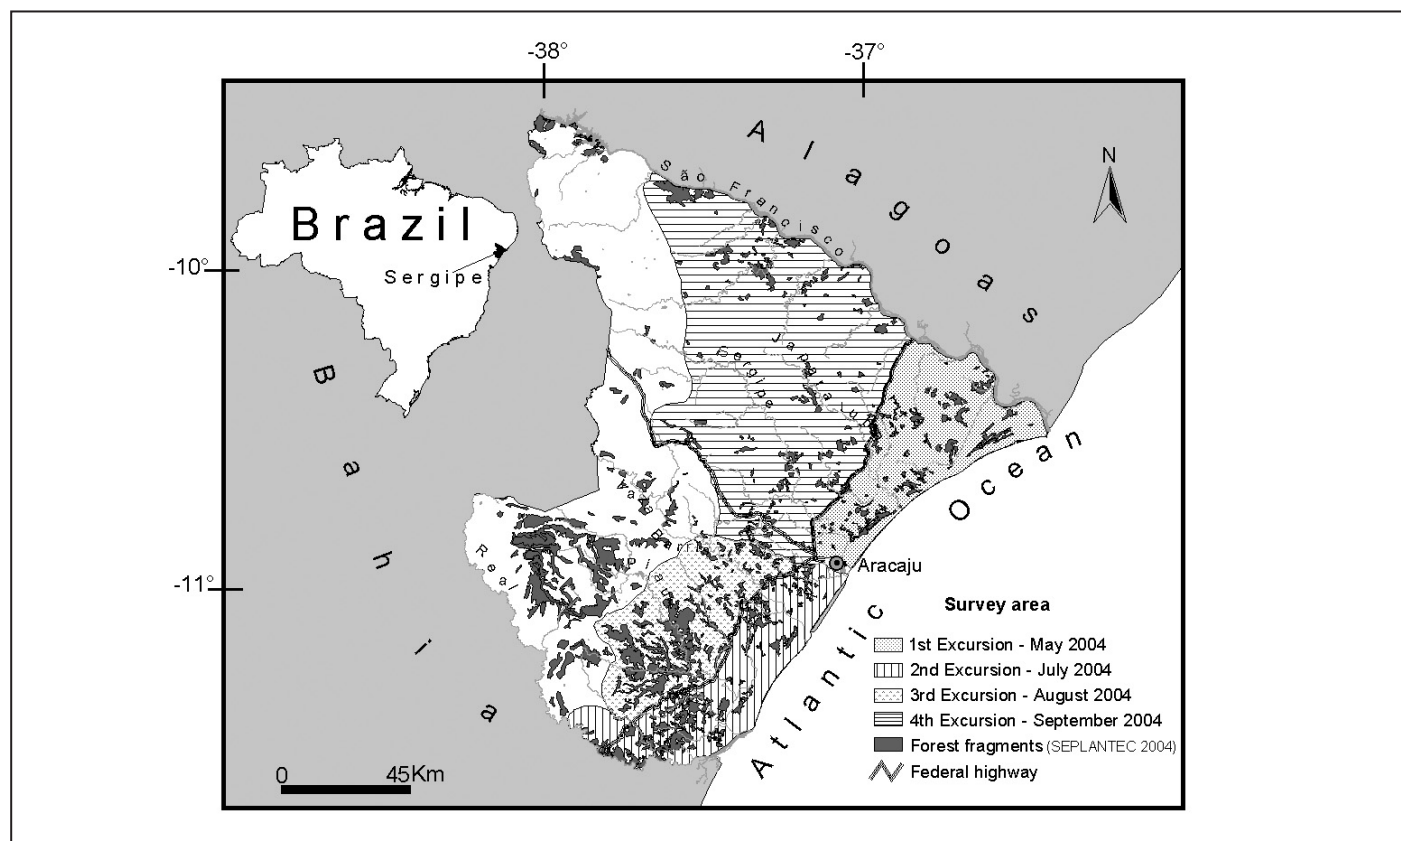 -38°
-37°
-10°
-11°
N
Brazil
Sergipe
Alagoas
São Francisco
Sergipe
Japaratuba
Vaza Barris
Piauí
Real
Bahia
Atlantic Ocean
Aracaju
Survey area
1st Excursion - May 2004
2nd Excursion - July 2004
3rd Excursion - August 2004
4th Excursion - September 2004
Forest fragments (SEPLANTEC 2004)
Federal highway
0 45Km